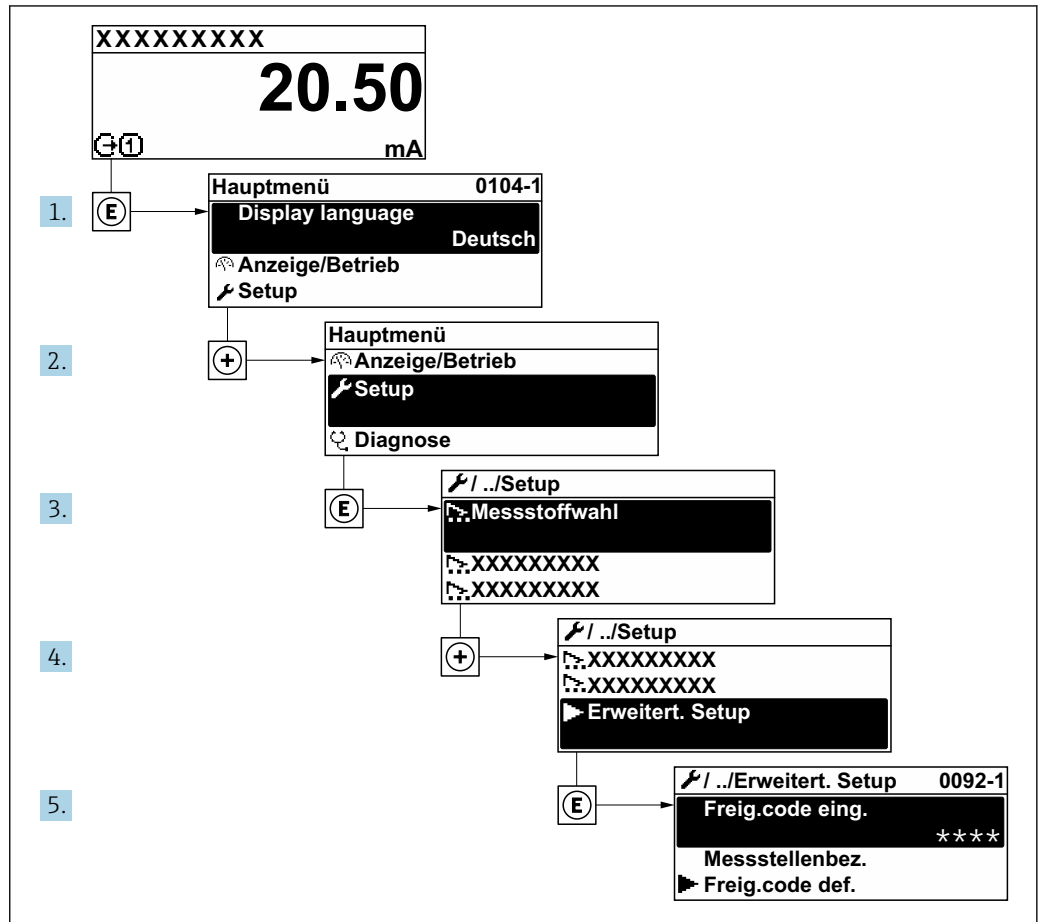 XXXXXXXXX
20.50
1
mA
1.
E
Hauptmenü 0104-1
Display language
Deutsch
Anzeige/Betrieb
Setup
2.
+
Hauptmenü
Anzeige/Betrieb
Setup
Diagnose
3.
E
/ ../Setup
Messstoffwahl
XXXXXXXXX
XXXXXXXXX
4.
+
/ ../Setup
XXXXXXXXX
XXXXXXXXX
Erweitert. Setup
5.
E
/ ../Erweitert. Setup 0092-1
Freig.code eing.
****
Messstellenbez.
Freig.code def.